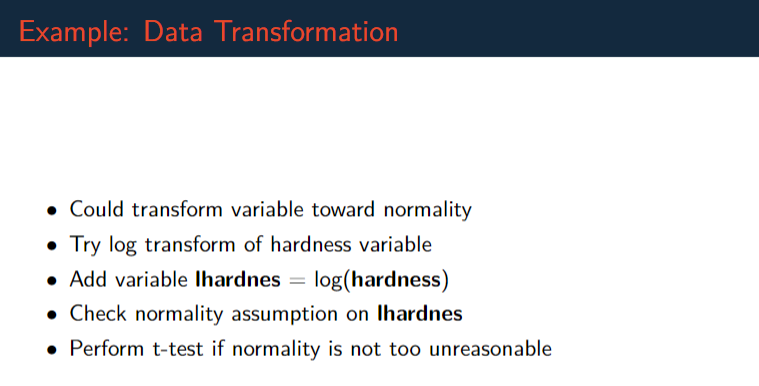 Example: Data Transformation
• Could transform variable toward normality
• Try log transform of hardness variable
• Add variable lhardnes = log(hardness)
• Check normality assumption on lhardnes
• Perform t-test if normality is not too unreasonable